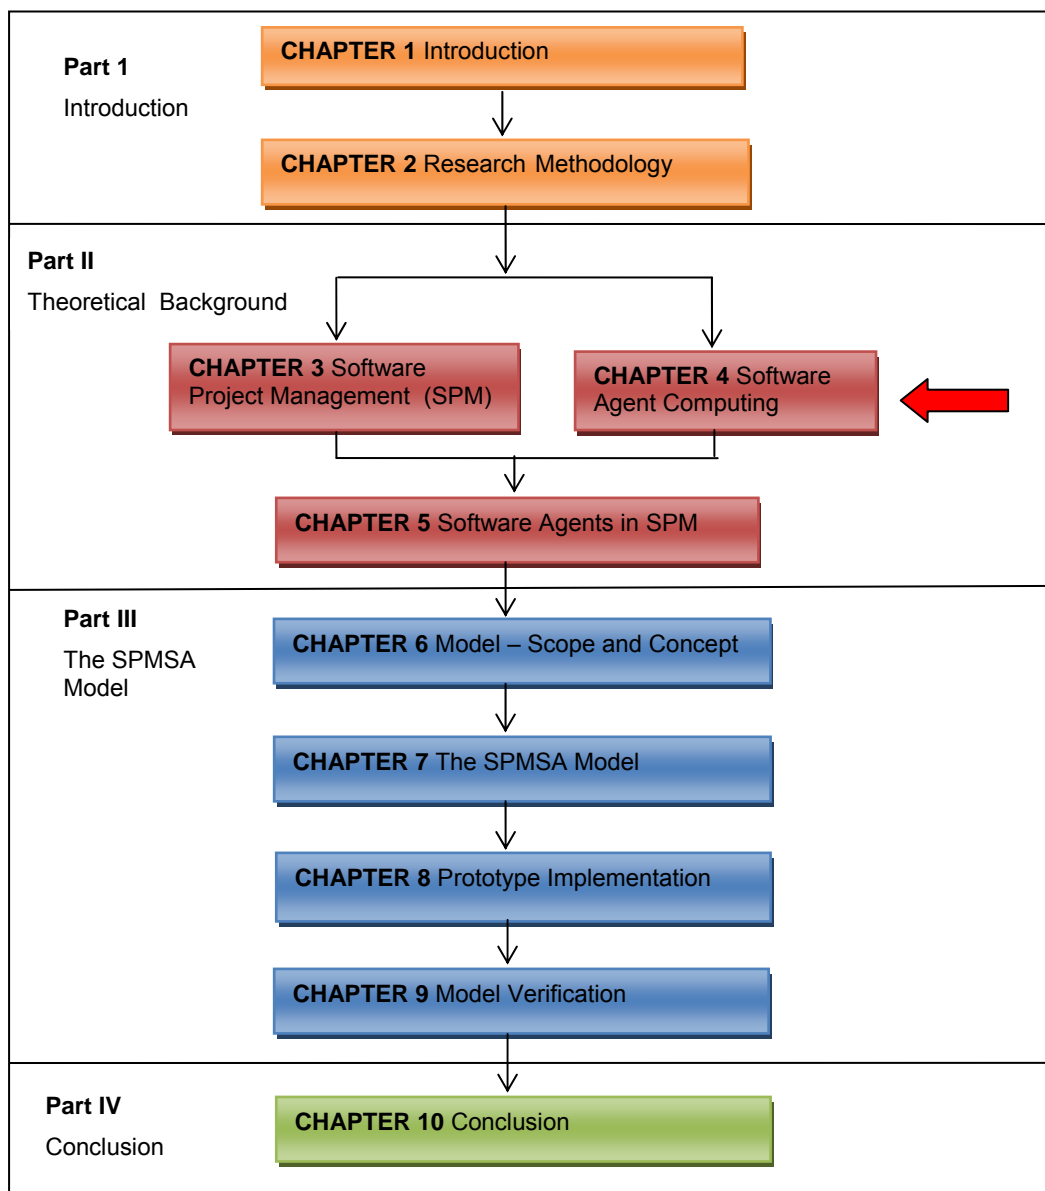 Part 1
Introduction
CHAPTER 1 Introduction
CHAPTER 2 Research Methodology
Part II
Theoretical Background
CHAPTER 3 Software
Project Management (SPM)
CHAPTER 4 Software
Agent Computing
CHAPTER 5 Software Agents in SPM
Part III
The SPMSA
Model
CHAPTER 6 Model – Scope and Concept
CHAPTER 7 The SPMSA Model
CHAPTER 8 Prototype Implementation
CHAPTER 9 Model Verification
Part IV
Conclusion
CHAPTER 10 Conclusion